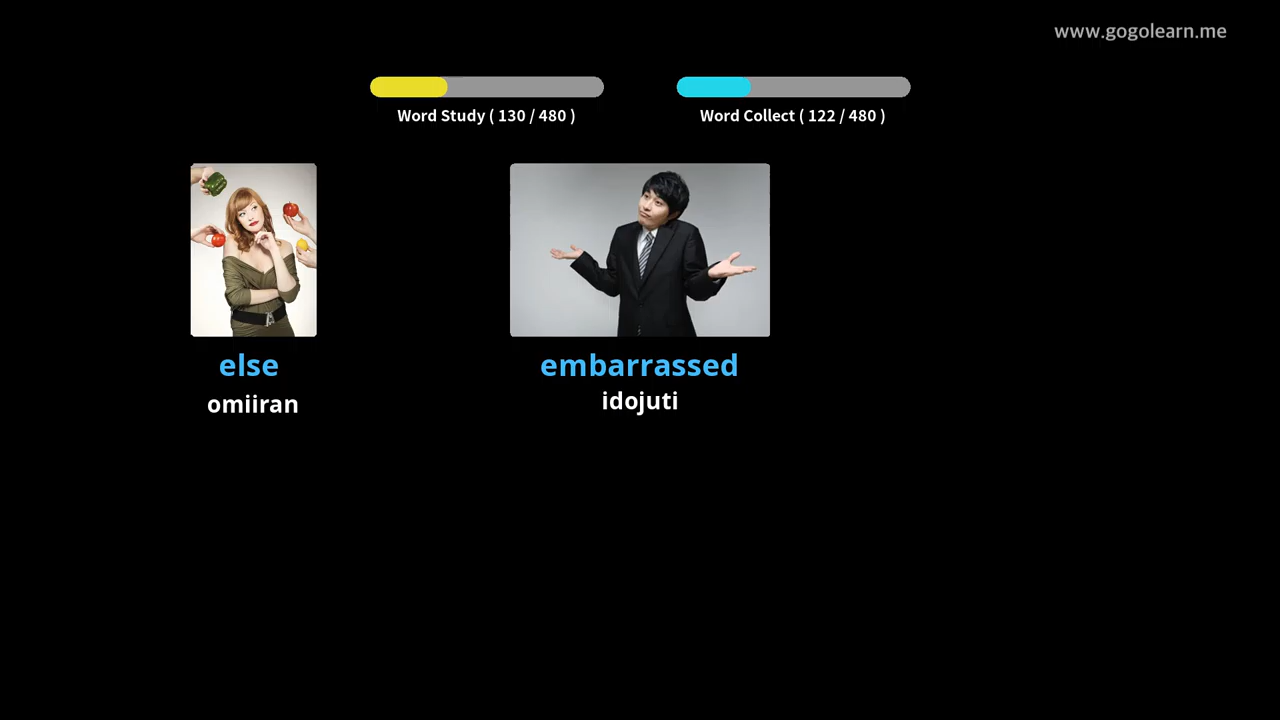 www.gogolearn.me
Word Study ( 130 / 480 )
Word Collect ( 122 / 480 )
else
omiiran
embarrassed
idojuti